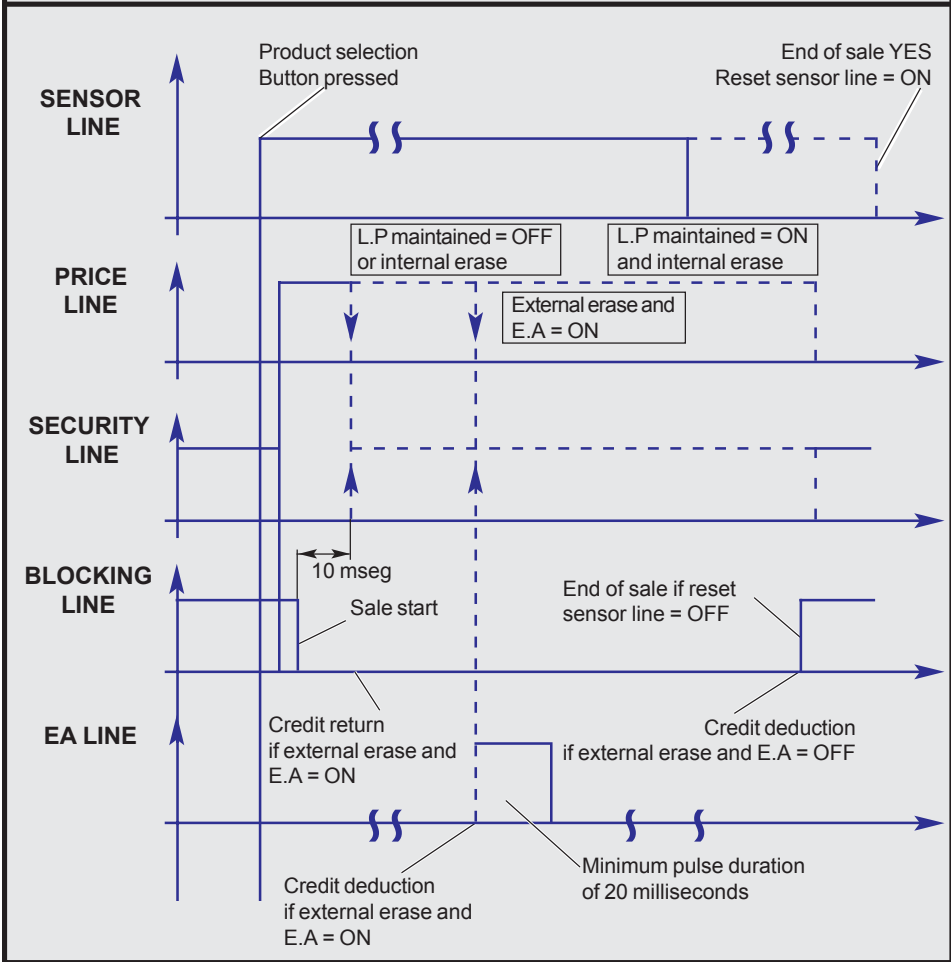 Product selection
Button pressed
End of sale YES
Reset sensor line = ON
SENSOR
LINE
L.P maintained = OFF
or internal erase
L.P maintained = ON
and internal erase
PRICE
LINE
External erase and
E.A = ON
SECURITY
LINE
10 mseg
BLOCKING
LINE
Sale start
End of sale if reset
sensor line = OFF
EA LINE
Credit return
if external erase and
E.A = ON
Credit deduction
if external erase and E.A = OFF
Minimum pulse duration
of 20 milliseconds
Credit deduction
if external erase and
E.A = ON